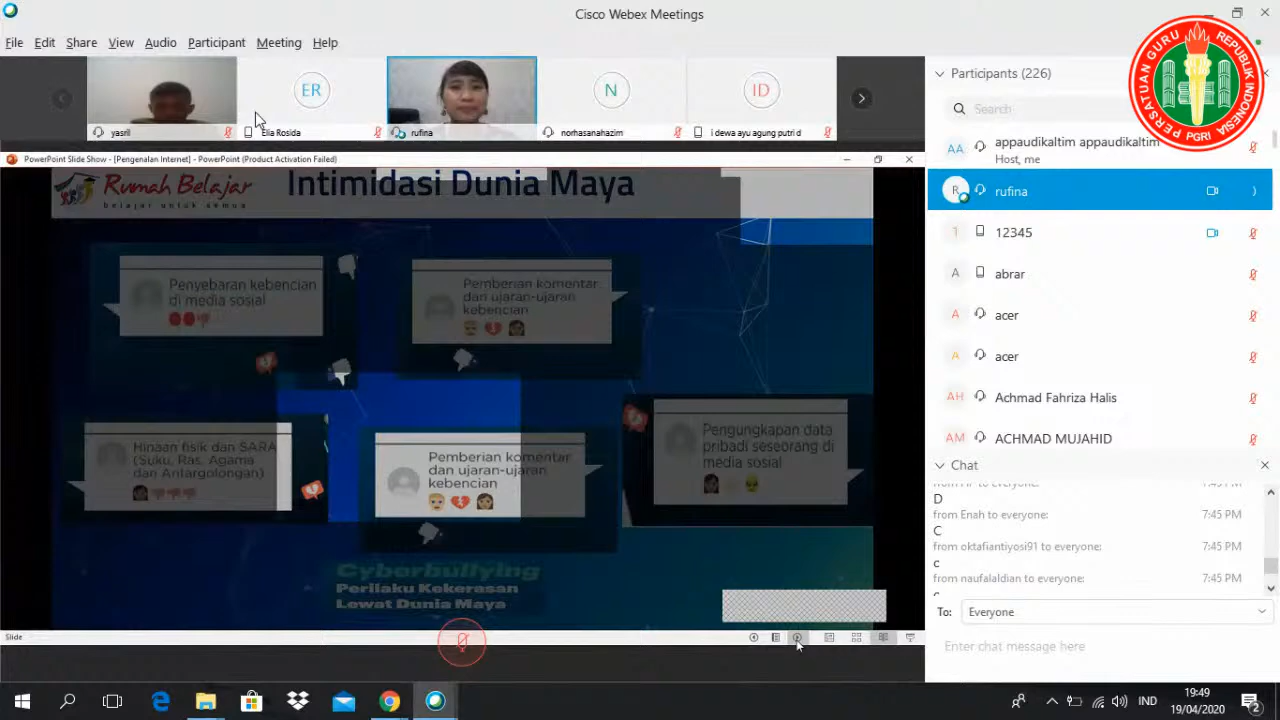 Cisco Webex Meetings
File Edit Share View Audio Participant Meeting Help
ER
N
ID
yasril
Elia Rosida
rufina
norhasanahazim
i dewa ayu agung putri d
PowerPoint Slide Show - [Pengenalan Internet] - PowerPoint (Product Activation Failed)
Rumah Belajar
belajar untuk semua
Intimidasi Dunia Maya
Penyebaran kebencian
di media sosial
Pemberian komentar
dan ujaran-ujaran
kebencian
Hinaan fisik dan SARA
(Suku, Ras, Agama
dan Antargolongan)
Pemberian komentar
dan ujaran-ujaran
kebencian
Pengungkapan data
pribadi seseorang di
media sosial
Cyberbullying
Perilaku Kekerasan
Lewat Dunia Maya
Slide
Participants (226)
Search
AA
appaudikaltim appaudikaltim
Host, me
R
rufina
1
12345
A
abrar
A
acer
A
acer
AH
Achmad Fahriza Halis
AM
ACHMAD MUJAHID
PERSATUAN GURU REPUBLIK INDONESIA
PGRI
Chat
7:45 PM
D
from Enah to everyone: 7:45 PM
C
from oktafiantiyosi91 to everyone: 7:45 PM
c
from naufalaldian to everyone: 7:45 PM
To: Everyone
Enter chat message here
IND
19:49
19/04/2020
2